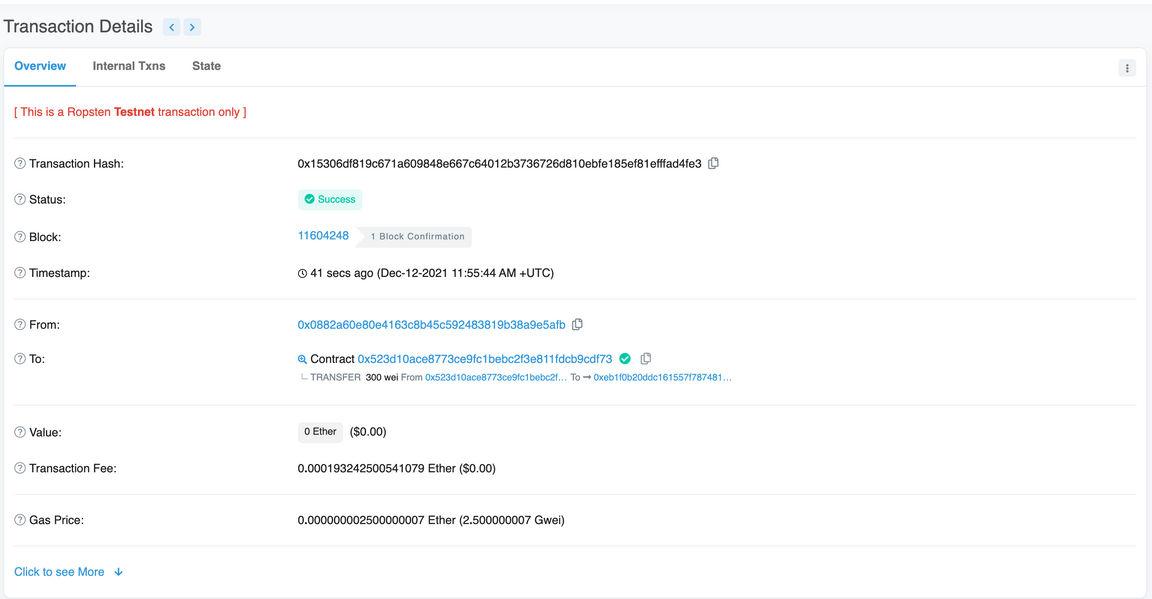 Transaction Details
Overview Internal Txns State
[ This is a Ropsten Testnet transaction only ]
Transaction Hash: 0x15306df819c671a609848e667c64012b3736726d810ebfe185ef81efffad4fe3
Status: Success
Block: 11604248 1 Block Confirmation
Timestamp: 41 secs ago (Dec-12-2021 11:55:44 AM +UTC)
From: 0x0882a60e80e4163c8b45c592483819b38a9e5afb
To: Contract 0x523d10ace8773ce9fc1bebc2f3e811fdcb9cdf73
TRANSFER 300 wei From 0x523d10ace8773ce9fc1bebc2f... To → 0xeb1f0b20ddc161557f787481...
Value: 0 Ether ($0.00)
Transaction Fee: 0.000193242500541079 Ether ($0.00)
Gas Price: 0.000000002500000007 Ether (2.500000007 Gwei)
Click to see More ↓